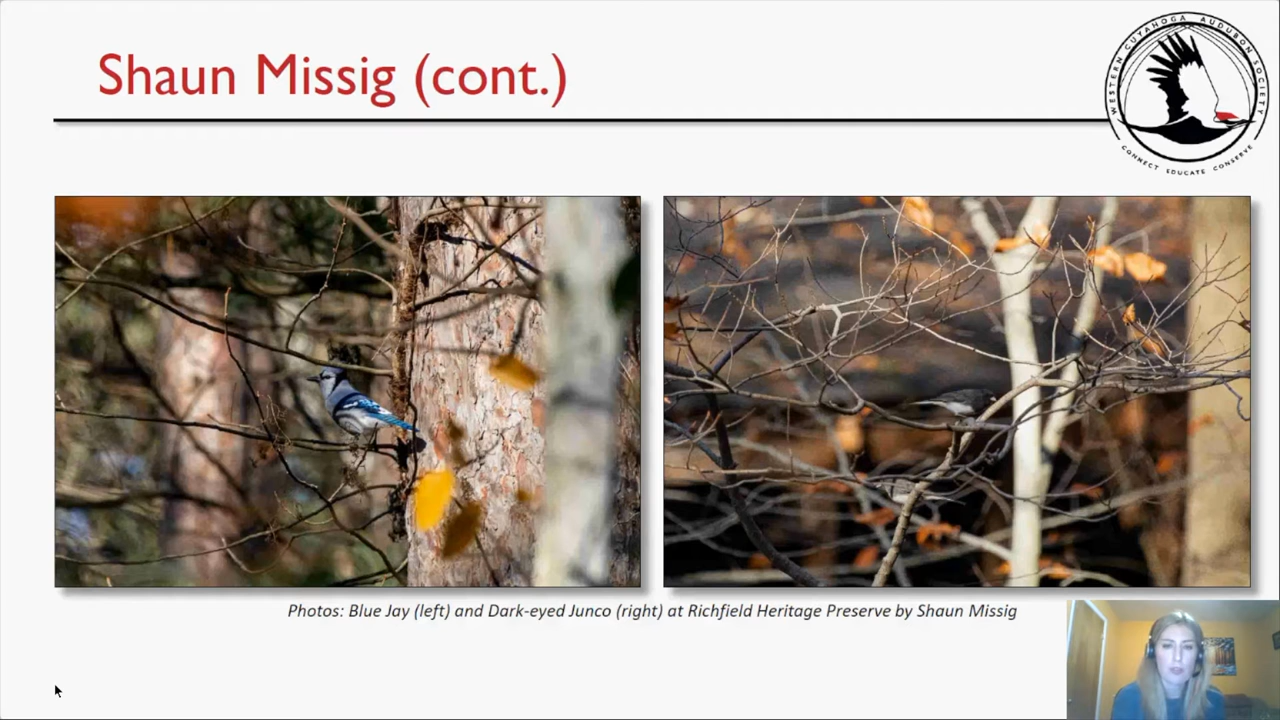 Shaun Missig (cont.)
WESTERN CUYAHOGA AUDUBON SOCIETY
CONNECT EDUCATE CONSERVE
Photos: Blue Jay (left) and Dark-eyed Junco (right) at Richfield Heritage Preserve by Shaun Missig